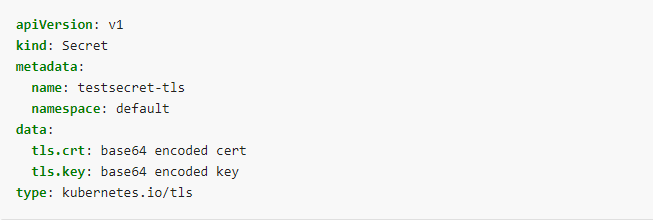 apiVersion: v1
kind: Secret
metadata:
  name: testsecret-tls
  namespace: default
data:
  tls.crt: base64 encoded cert
  tls.key: base64 encoded key
type: kubernetes.io/tls